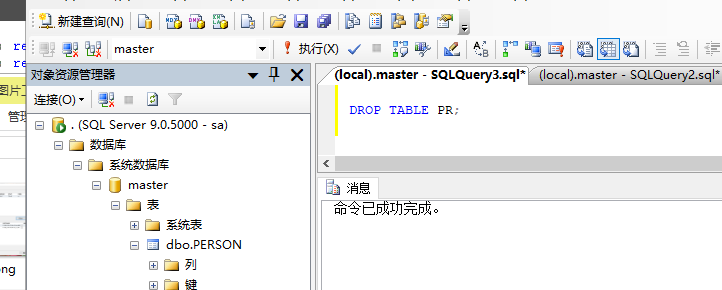 re
新建查询(N)
re
master
执行(X)
图片工
对象资源管理器
(local).master - SQLQuery3.sql*
(local).master - SQLQuery2.sql*
管理
连接(O)
DROP TABLE PR;
. (SQL Server 9.0.5000 - sa)
数据库
系统数据库
master
消息
表
命令已成功完成。
系统表
dbo.PERSON
列
ong
键